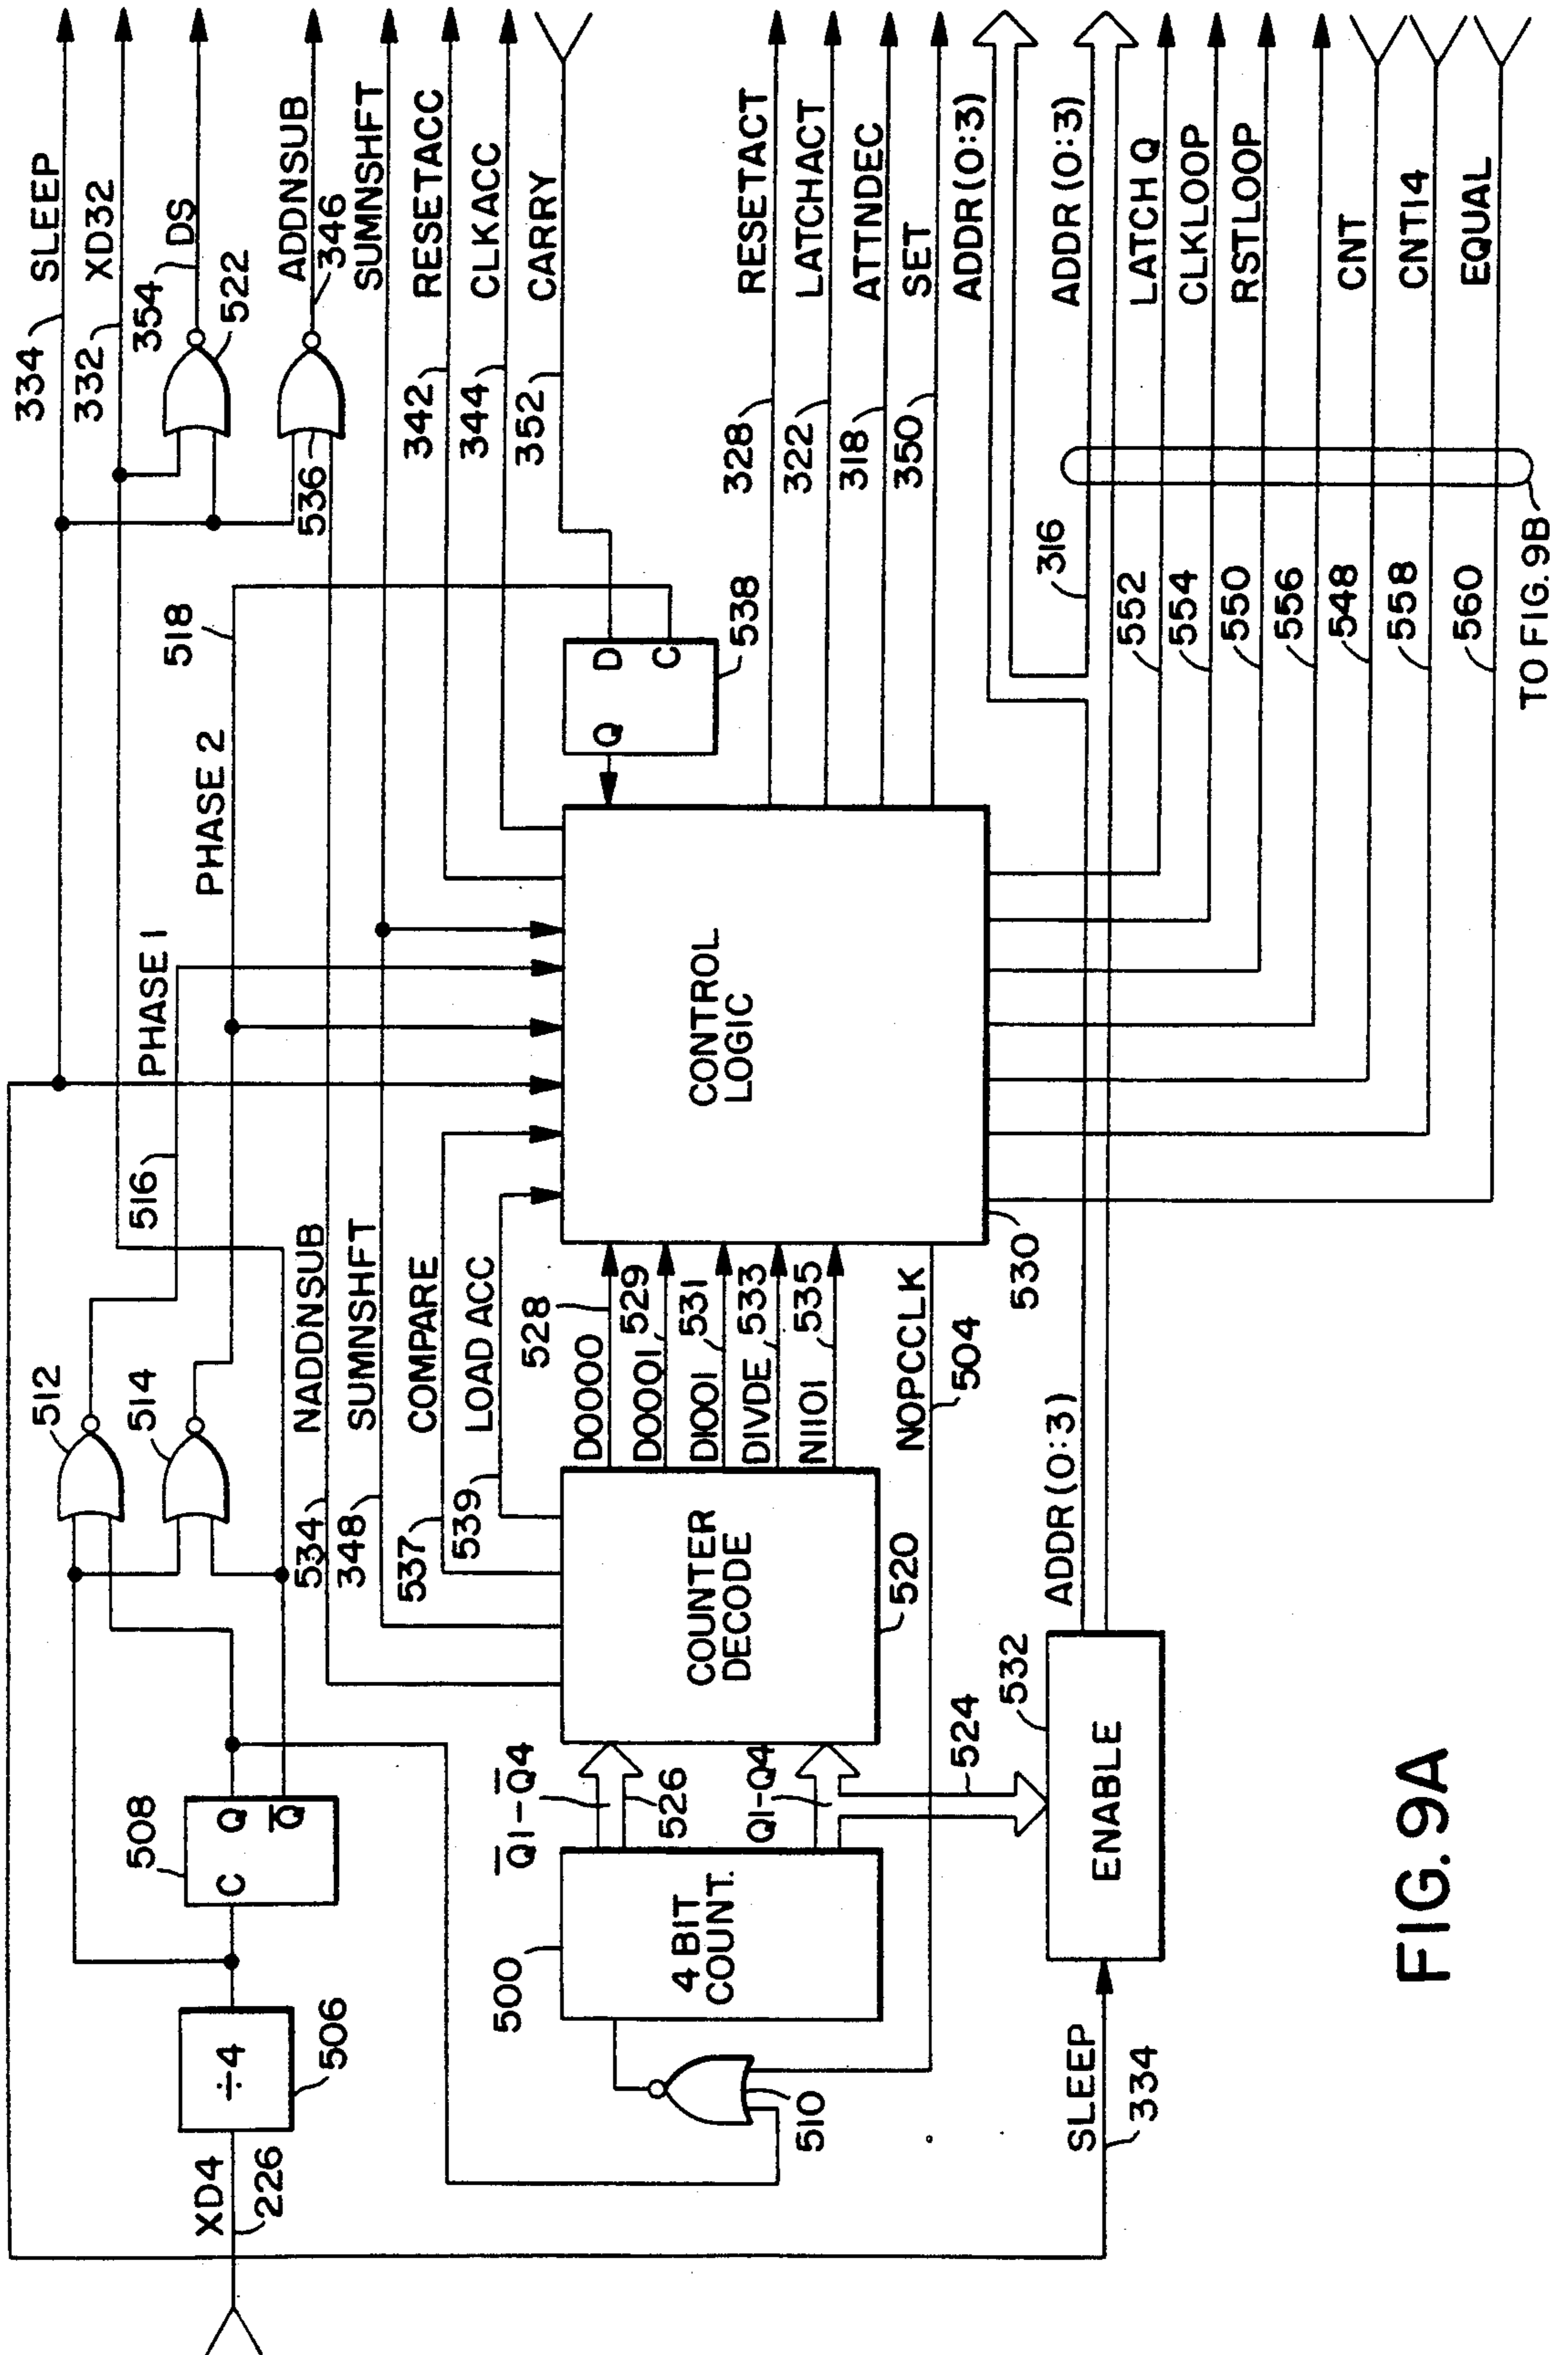 334
SLEEP
332
XD32
354
DS
522
ADDNSUB
346
536
SUMNSHFT
342
RESETACC
344
CLKACC
352
CARRY
518
PHASE 2
PHASE 1
516
512
514
534
NADDNSUB
348
SUMNSHFT
537
COMPARE
539
LOAD ACC
508
C
Q
Q̅
XD4
226
÷4
506
D
C
Q
538
CONTROL
LOGIC
530
328
RESETACT
322
LATCHACT
318
ATTNDEC
350
SET
ADDR(0:3)
316
ADDR(0:3)
552
LATCH Q
554
CLKLOOP
550
RSTLOOP
556
548
CNT
558
CNT14
560
EQUAL
TO FIG. 9B
528
D0000
D0001
529
D1001
531
DIVDE
533
N1101
535
NOPCCLK
504
COUNTER
DECODE
520
Q̅1-Q̅4
526
Q1-Q4
524
500
4 BIT
COUNT.
510
532
ENABLE
ADDR(0:3)
SLEEP
334
FIG. 9A